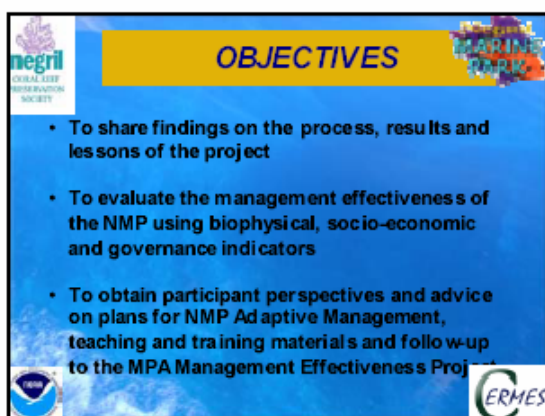 negril
CORAL REEF
PRESERVATION
SOCIETY
OBJECTIVES
Negril
MARINE
PARK
• To share findings on the process, results and
lessons of the project
• To evaluate the management effectiveness of
the NMP using biophysical, socio-economic
and governance indicators
• To obtain participant perspectives and advice
on plans for NMP Adaptive Management,
teaching and training materials and follow-up
to the MPA Management Effectiveness Project
noaa
CERMES